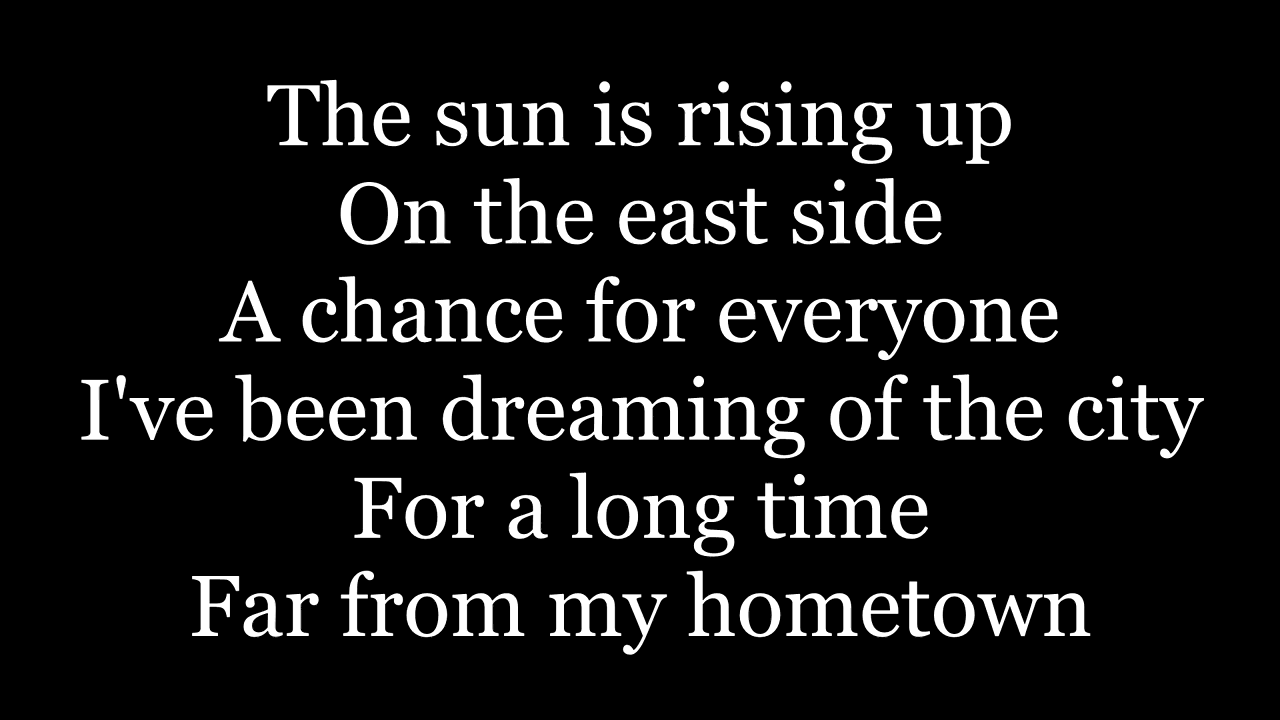 The sun is rising up
On the east side
A chance for everyone
I've been dreaming of the city
For a long time
Far from my hometown